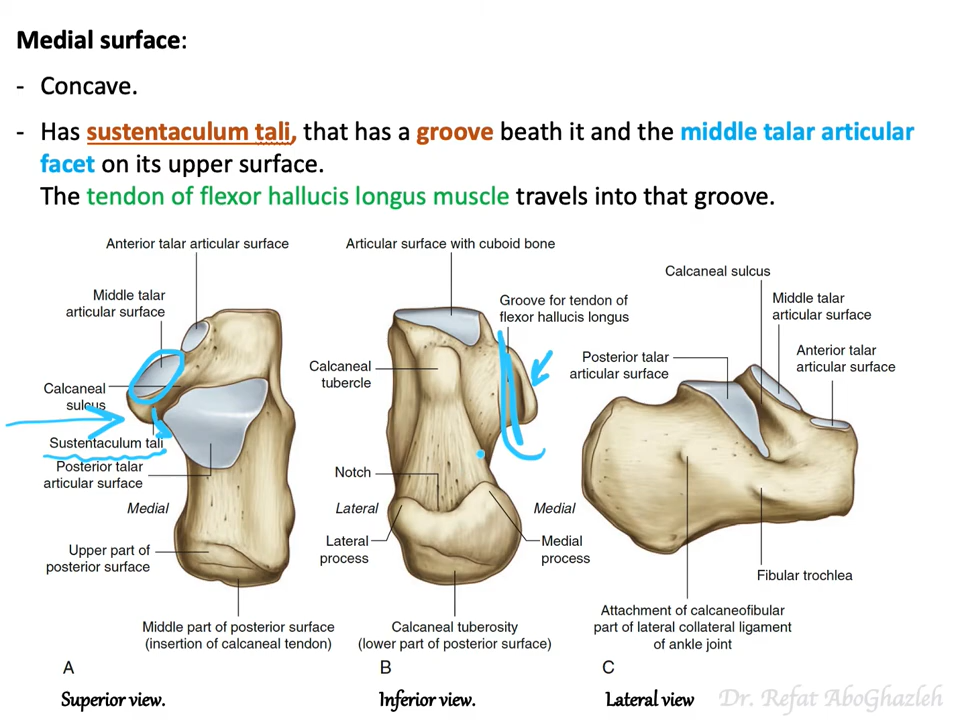 Medial surface:
- Concave.
- Has sustentaculum tali, that has a groove beath it and the middle talar articular
facet on its upper surface.
The tendon of flexor hallucis longus muscle travels into that groove.
Anterior talar articular surface
Middle talar
articular surface
Calcaneal
sulcus
Sustentaculum tali
Posterior talar
articular surface
Medial
Upper part of
posterior surface
Middle part of posterior surface
(insertion of calcaneal tendon)
A
Superior view.
Articular surface with cuboid bone
Groove for tendon of
flexor hallucis longus
Calcaneal
tubercle
Notch
Lateral
Medial
Lateral
process
Medial
process
Calcaneal tuberosity
(lower part of posterior surface)
B
Inferior view.
Calcaneal sulcus
Middle talar
articular surface
Posterior talar
articular surface
Anterior talar
articular surface
Fibular trochlea
Attachment of calcaneofibular
part of lateral collateral ligament
of ankle joint
C
Lateral view
Dr. Refat AboGhazleh